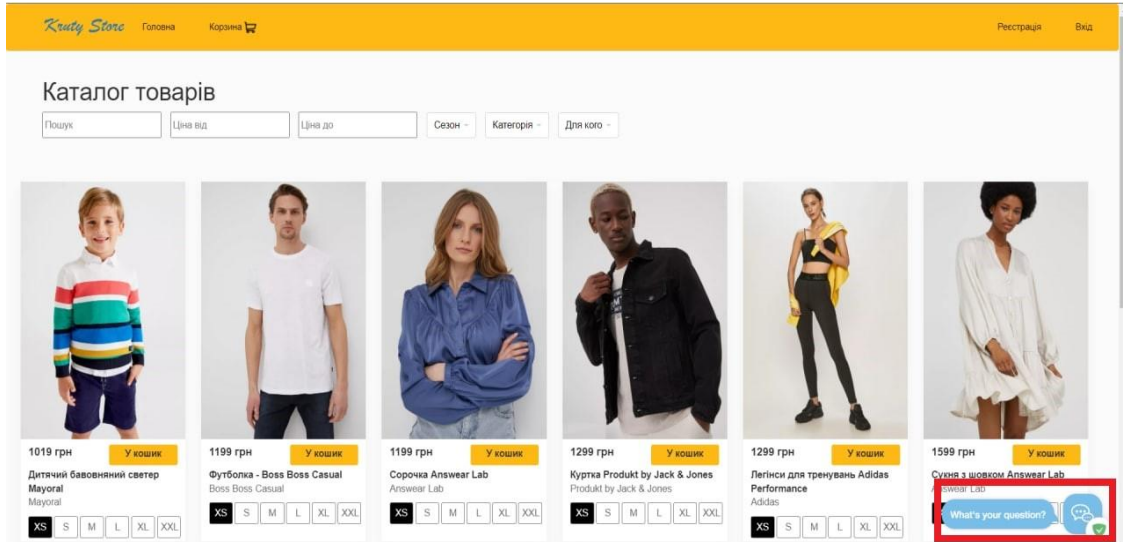 Kruty Store Головна Корзина Реєстрація Вхід
Каталог товарів
Пошук Ціна від Ціна до Сезон Категорія Для кого
1019 грн У кошик
Дитячий бавовняний светер
Mayoral
Mayoral
XS S M L XL XXL
1199 грн У кошик
Футболка - Boss Boss Casual
Boss Boss Casual
XS S M L XL XXL
1199 грн У кошик
Сорочка Answear Lab
Answear Lab
XS S M L XL XXL
1299 грн У кошик
Куртка Produkt by Jack & Jones
Produkt by Jack & Jones
XS S M L XL XXL
1299 грн У кошик
Легінси для тренувань Adidas
Performance
Adidas
XS S M L XL XXL
1599 грн У кошик
Сукня з шовком Answear Lab
Answear Lab
What's your question?